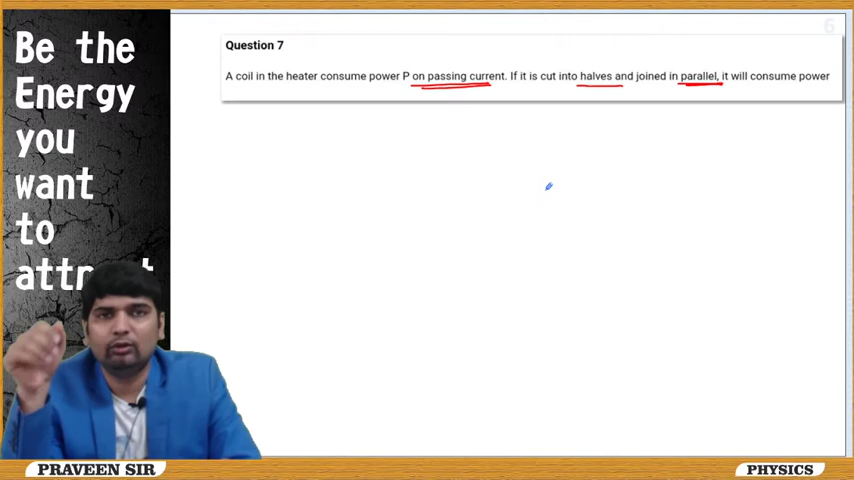 Be the
Energy
you
want
to
6
Question 7
A coil in the heater consume power P on passing current. If it is cut into halves and joined in parallel, it will consume power
PRAVEEN SIR
PHYSICS